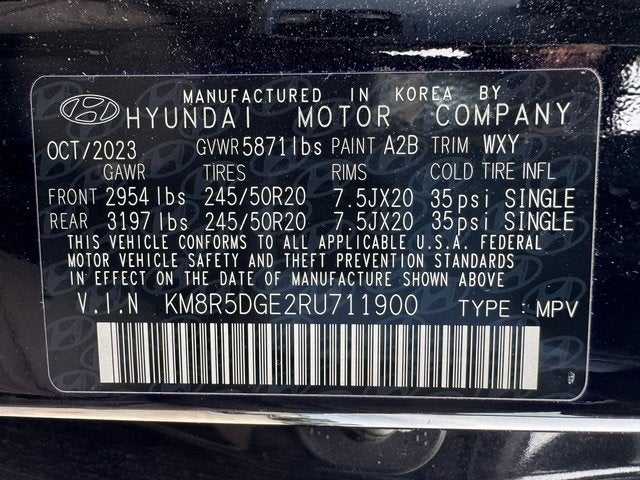 MANUFACTURED IN KOREA BY
HYUNDAI MOTOR COMPANY
OCT/2023 GVWR 5871lbs PAINT A2B TRIM WXY
GAWR TIRES RIMS COLD TIRE INFL
FRONT 2954lbs 245/50R20 7.5JX20 35psi SINGLE
REAR 3197lbs 245/50R20 7.5JX20 35psi SINGLE
THIS VEHICLE CONFORMS TO ALL APPLICABLE U.S.A. FEDERAL
MOTOR VEHICLE SAFETY AND THEFT PREVENTION STANDARDS
IN EFFECT ON THE DATE OF MANUFACTURE SHOWN ABOVE
V.I.N KM8R5DGE2RU711900 TYPE : MPV